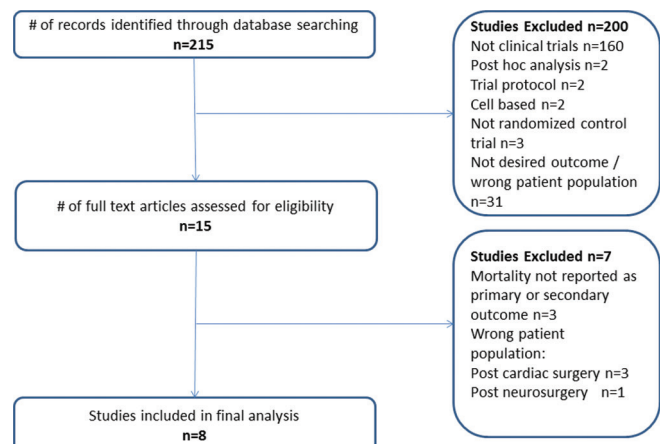 # of records identified through database searching
n=215
Studies Excluded n=200
Not clinical trials n=160
Post hoc analysis n=2
Trial protocol n=2
Cell based n=2
Not randomized control
trial n=3
Not desired outcome /
wrong patient population
n=31
# of full text articles assessed for eligibility
n=15
Studies Excluded n=7
Mortality not reported as
primary or secondary
outcome n=3
Wrong patient
population:
Post cardiac surgery n=3
Post neurosurgery n=1
Studies included in final analysis
n=8